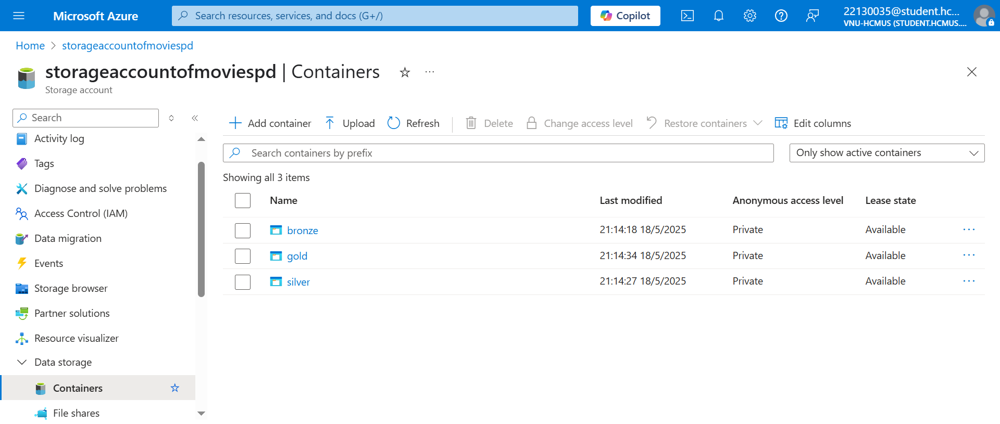 Microsoft Azure
Search resources, services, and docs (G+/)
Copilot
22130035@student.hc...
VNU-HCMUS (STUDENT.HCMUS....
Home > storageaccountofmoviespd
storageaccountofmoviespd | Containers
Storage account
Search
Activity log
Tags
Diagnose and solve problems
Access Control (IAM)
Data migration
Events
Storage browser
Partner solutions
Resource visualizer
Data storage
Containers
File shares
Add container Upload Refresh Delete Change access level Restore containers Edit columns
Search containers by prefix
Only show active containers
Showing all 3 items
Name Last modified Anonymous access level Lease state
bronze 21:14:18 18/5/2025 Private Available
gold 21:14:34 18/5/2025 Private Available
silver 21:14:27 18/5/2025 Private Available